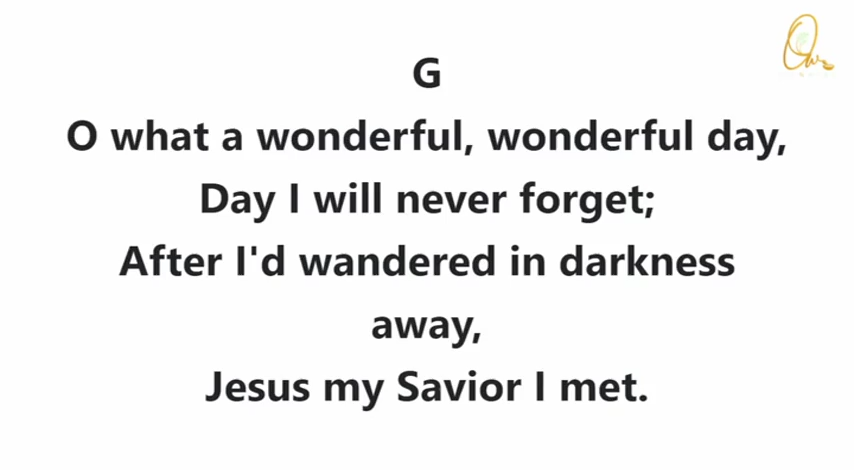 G
O what a wonderful, wonderful day,
Day I will never forget;
After I'd wandered in darkness
away,
Jesus my Savior I met.